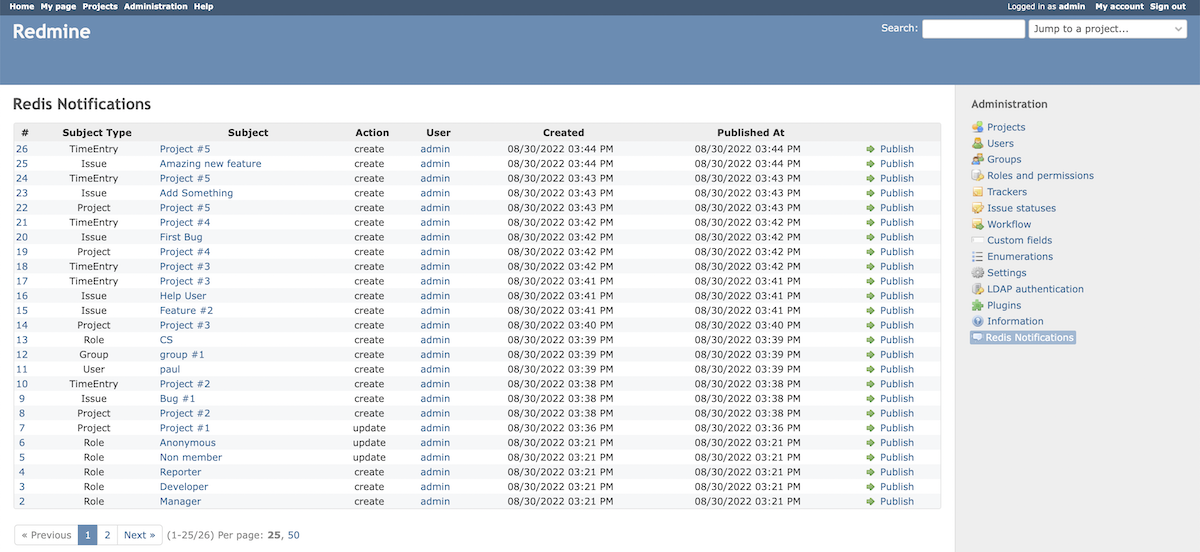 Home My page Projects Administration Help Logged in as admin My account Sign out
Redmine Search: Jump to a project...
Redis Notifications
# Subject Type Subject Action User Created Published At
26 TimeEntry Project #5 create admin 08/30/2022 03:44 PM 08/30/2022 03:44 PM Publish
25 Issue Amazing new feature create admin 08/30/2022 03:44 PM 08/30/2022 03:44 PM Publish
24 TimeEntry Project #5 create admin 08/30/2022 03:43 PM 08/30/2022 03:43 PM Publish
23 Issue Add Something create admin 08/30/2022 03:43 PM 08/30/2022 03:43 PM Publish
22 Project Project #5 create admin 08/30/2022 03:43 PM 08/30/2022 03:43 PM Publish
21 TimeEntry Project #4 create admin 08/30/2022 03:42 PM 08/30/2022 03:42 PM Publish
20 Issue First Bug create admin 08/30/2022 03:42 PM 08/30/2022 03:42 PM Publish
19 Project Project #4 create admin 08/30/2022 03:42 PM 08/30/2022 03:42 PM Publish
18 TimeEntry Project #3 create admin 08/30/2022 03:42 PM 08/30/2022 03:42 PM Publish
17 TimeEntry Project #3 create admin 08/30/2022 03:41 PM 08/30/2022 03:41 PM Publish
16 Issue Help User create admin 08/30/2022 03:41 PM 08/30/2022 03:41 PM Publish
15 Issue Feature #2 create admin 08/30/2022 03:41 PM 08/30/2022 03:41 PM Publish
14 Project Project #3 create admin 08/30/2022 03:40 PM 08/30/2022 03:40 PM Publish
13 Role CS create admin 08/30/2022 03:39 PM 08/30/2022 03:39 PM Publish
12 Group group #1 create admin 08/30/2022 03:39 PM 08/30/2022 03:39 PM Publish
11 User paul create admin 08/30/2022 03:39 PM 08/30/2022 03:39 PM Publish
10 TimeEntry Project #2 create admin 08/30/2022 03:38 PM 08/30/2022 03:38 PM Publish
9 Issue Bug #1 create admin 08/30/2022 03:38 PM 08/30/2022 03:38 PM Publish
8 Project Project #2 create admin 08/30/2022 03:38 PM 08/30/2022 03:38 PM Publish
7 Project Project #1 update admin 08/30/2022 03:36 PM 08/30/2022 03:36 PM Publish
6 Role Anonymous update admin 08/30/2022 03:21 PM 08/30/2022 03:21 PM Publish
5 Role Non member update admin 08/30/2022 03:21 PM 08/30/2022 03:21 PM Publish
4 Role Reporter create admin 08/30/2022 03:21 PM 08/30/2022 03:21 PM Publish
3 Role Developer create admin 08/30/2022 03:21 PM 08/30/2022 03:21 PM Publish
2 Role Manager create admin 08/30/2022 03:21 PM 08/30/2022 03:21 PM Publish
« Previous 1 2 Next » (1-25/26) Per page: 25, 50
Administration
Projects
Users
Groups
Roles and permissions
Trackers
Issue statuses
Workflow
Custom fields
Enumerations
Settings
LDAP authentication
Plugins
Information
Redis Notifications